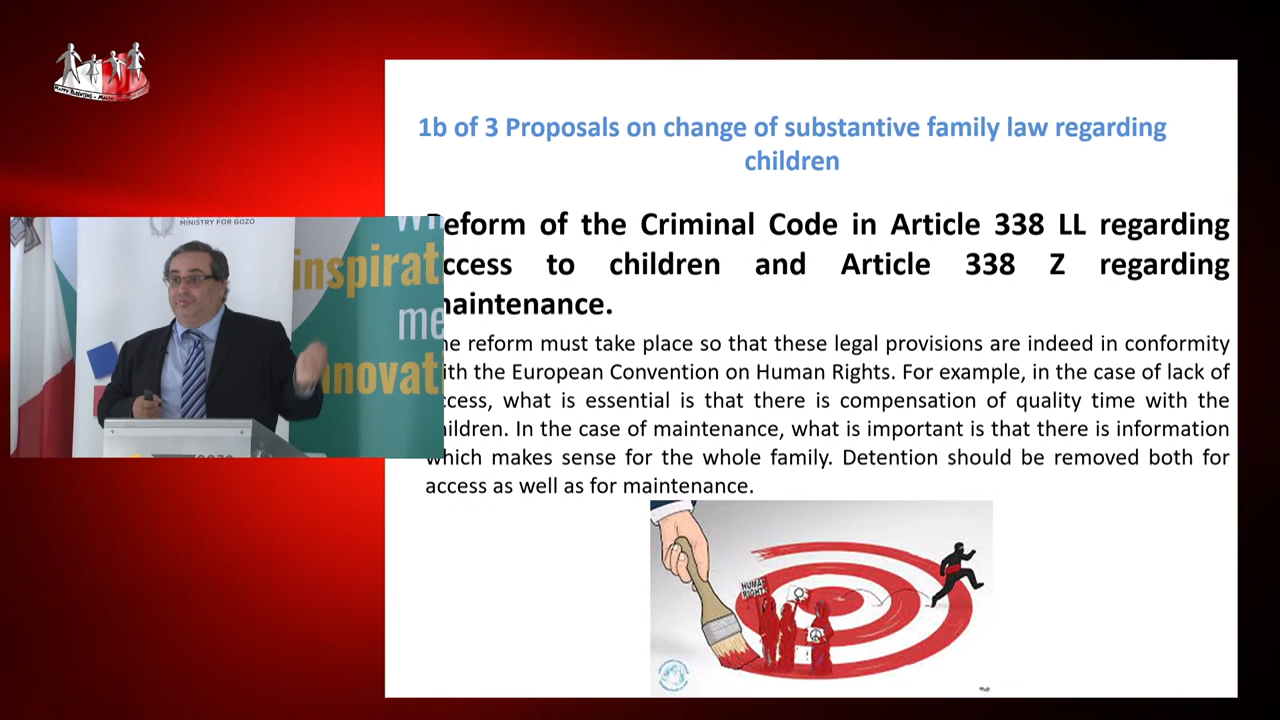 HAPPY PARENTING - MALTA
1b of 3 Proposals on change of substantive family law regarding
children
MINISTRY FOR GOZO
inspirat
me
nnovat
eform of the Criminal Code in Article 338 LL regarding
ccess to children and Article 338 Z regarding
aintenance.
e reform must take place so that these legal provisions are indeed in conformity
ith the European Convention on Human Rights. For example, in the case of lack of
ccess, what is essential is that there is compensation of quality time with the
ildren. In the case of maintenance, what is important is that there is information
which makes sense for the whole family. Detention should be removed both for
access as well as for maintenance.
HUMAN
RIGHTS